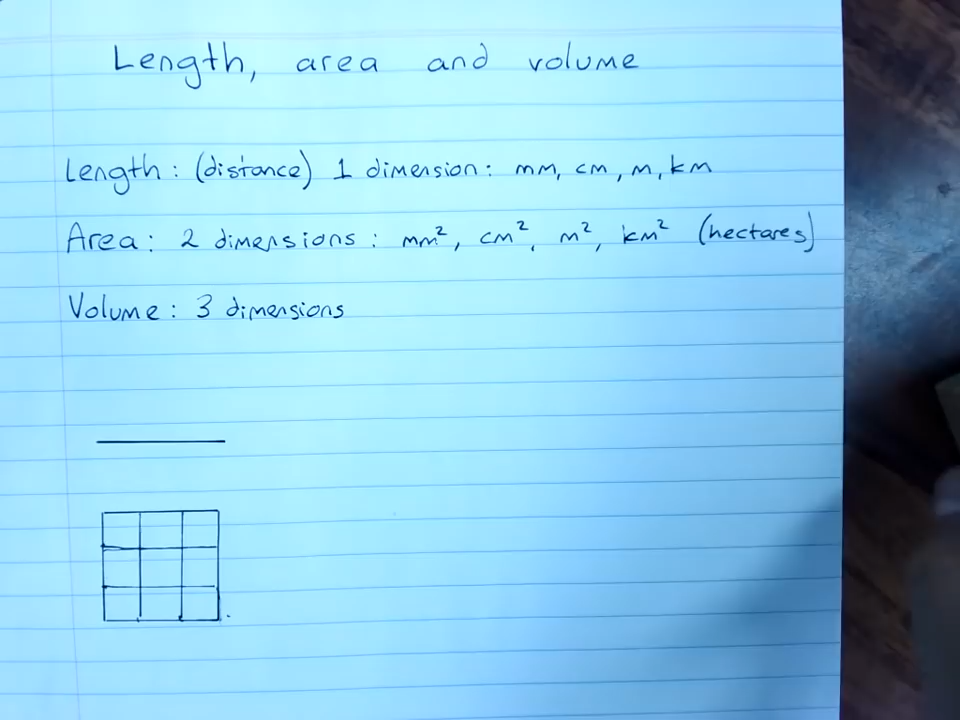 Length, area and volume
Length: (distance) 1 dimension: mm, cm, m, km
Area: 2 dimensions: mm², cm², m², km² (hectares)
Volume: 3 dimensions